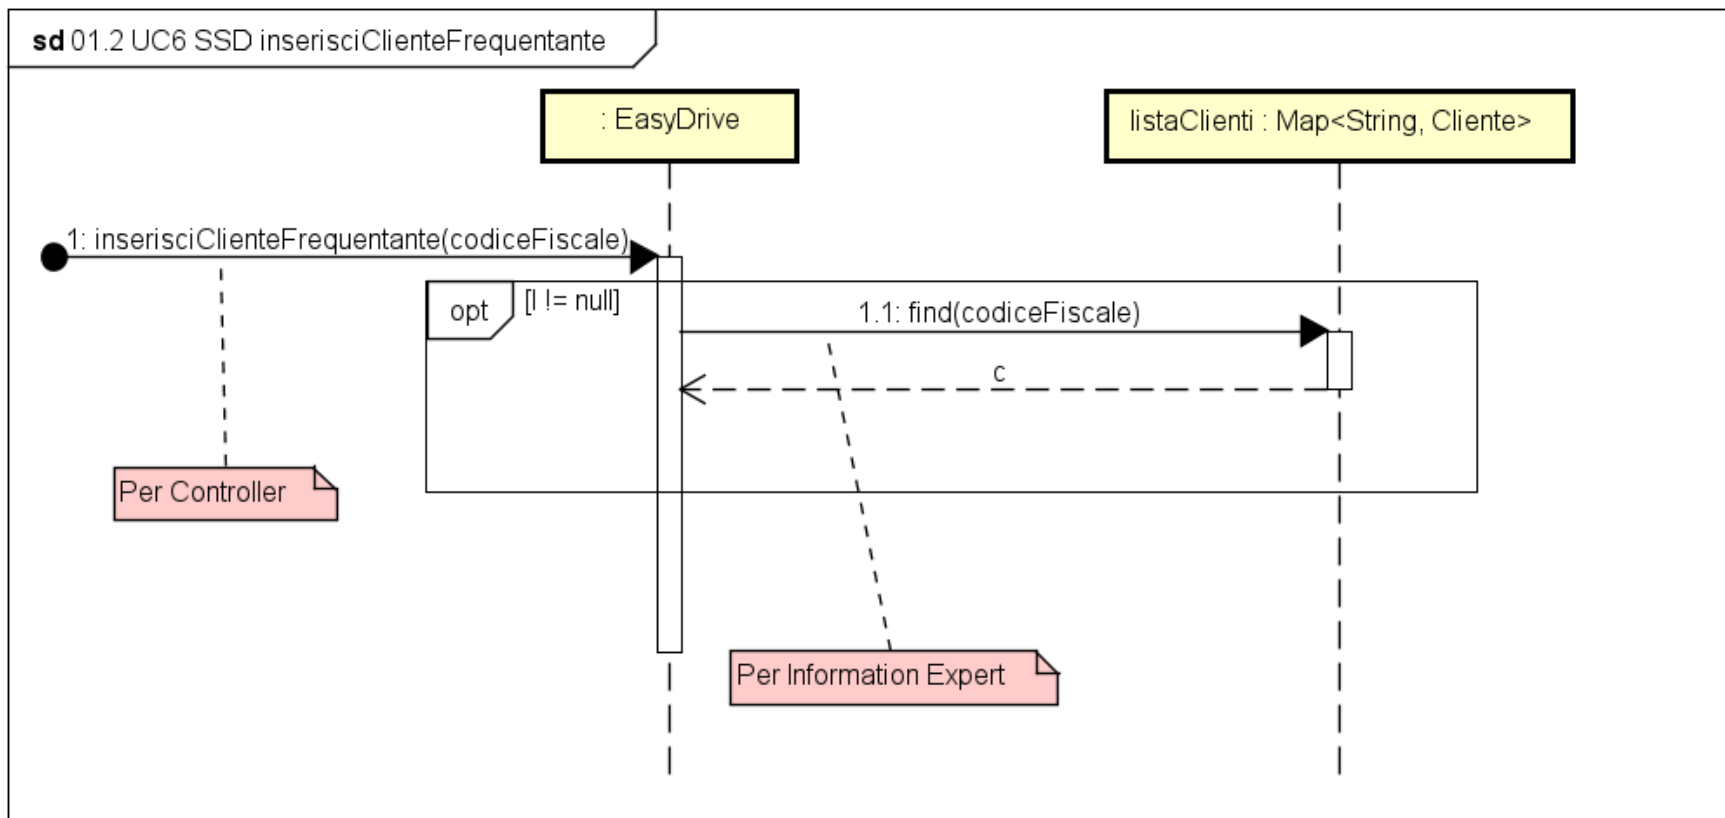 sd 01.2 UC6 SSD inserisciClienteFrequentante
: EasyDrive
listaClienti : Map<String, Cliente>
1: inserisciClienteFrequentante(codiceFiscale)
opt
[l != null]
1.1: find(codiceFiscale)
c
Per Controller
Per Information Expert